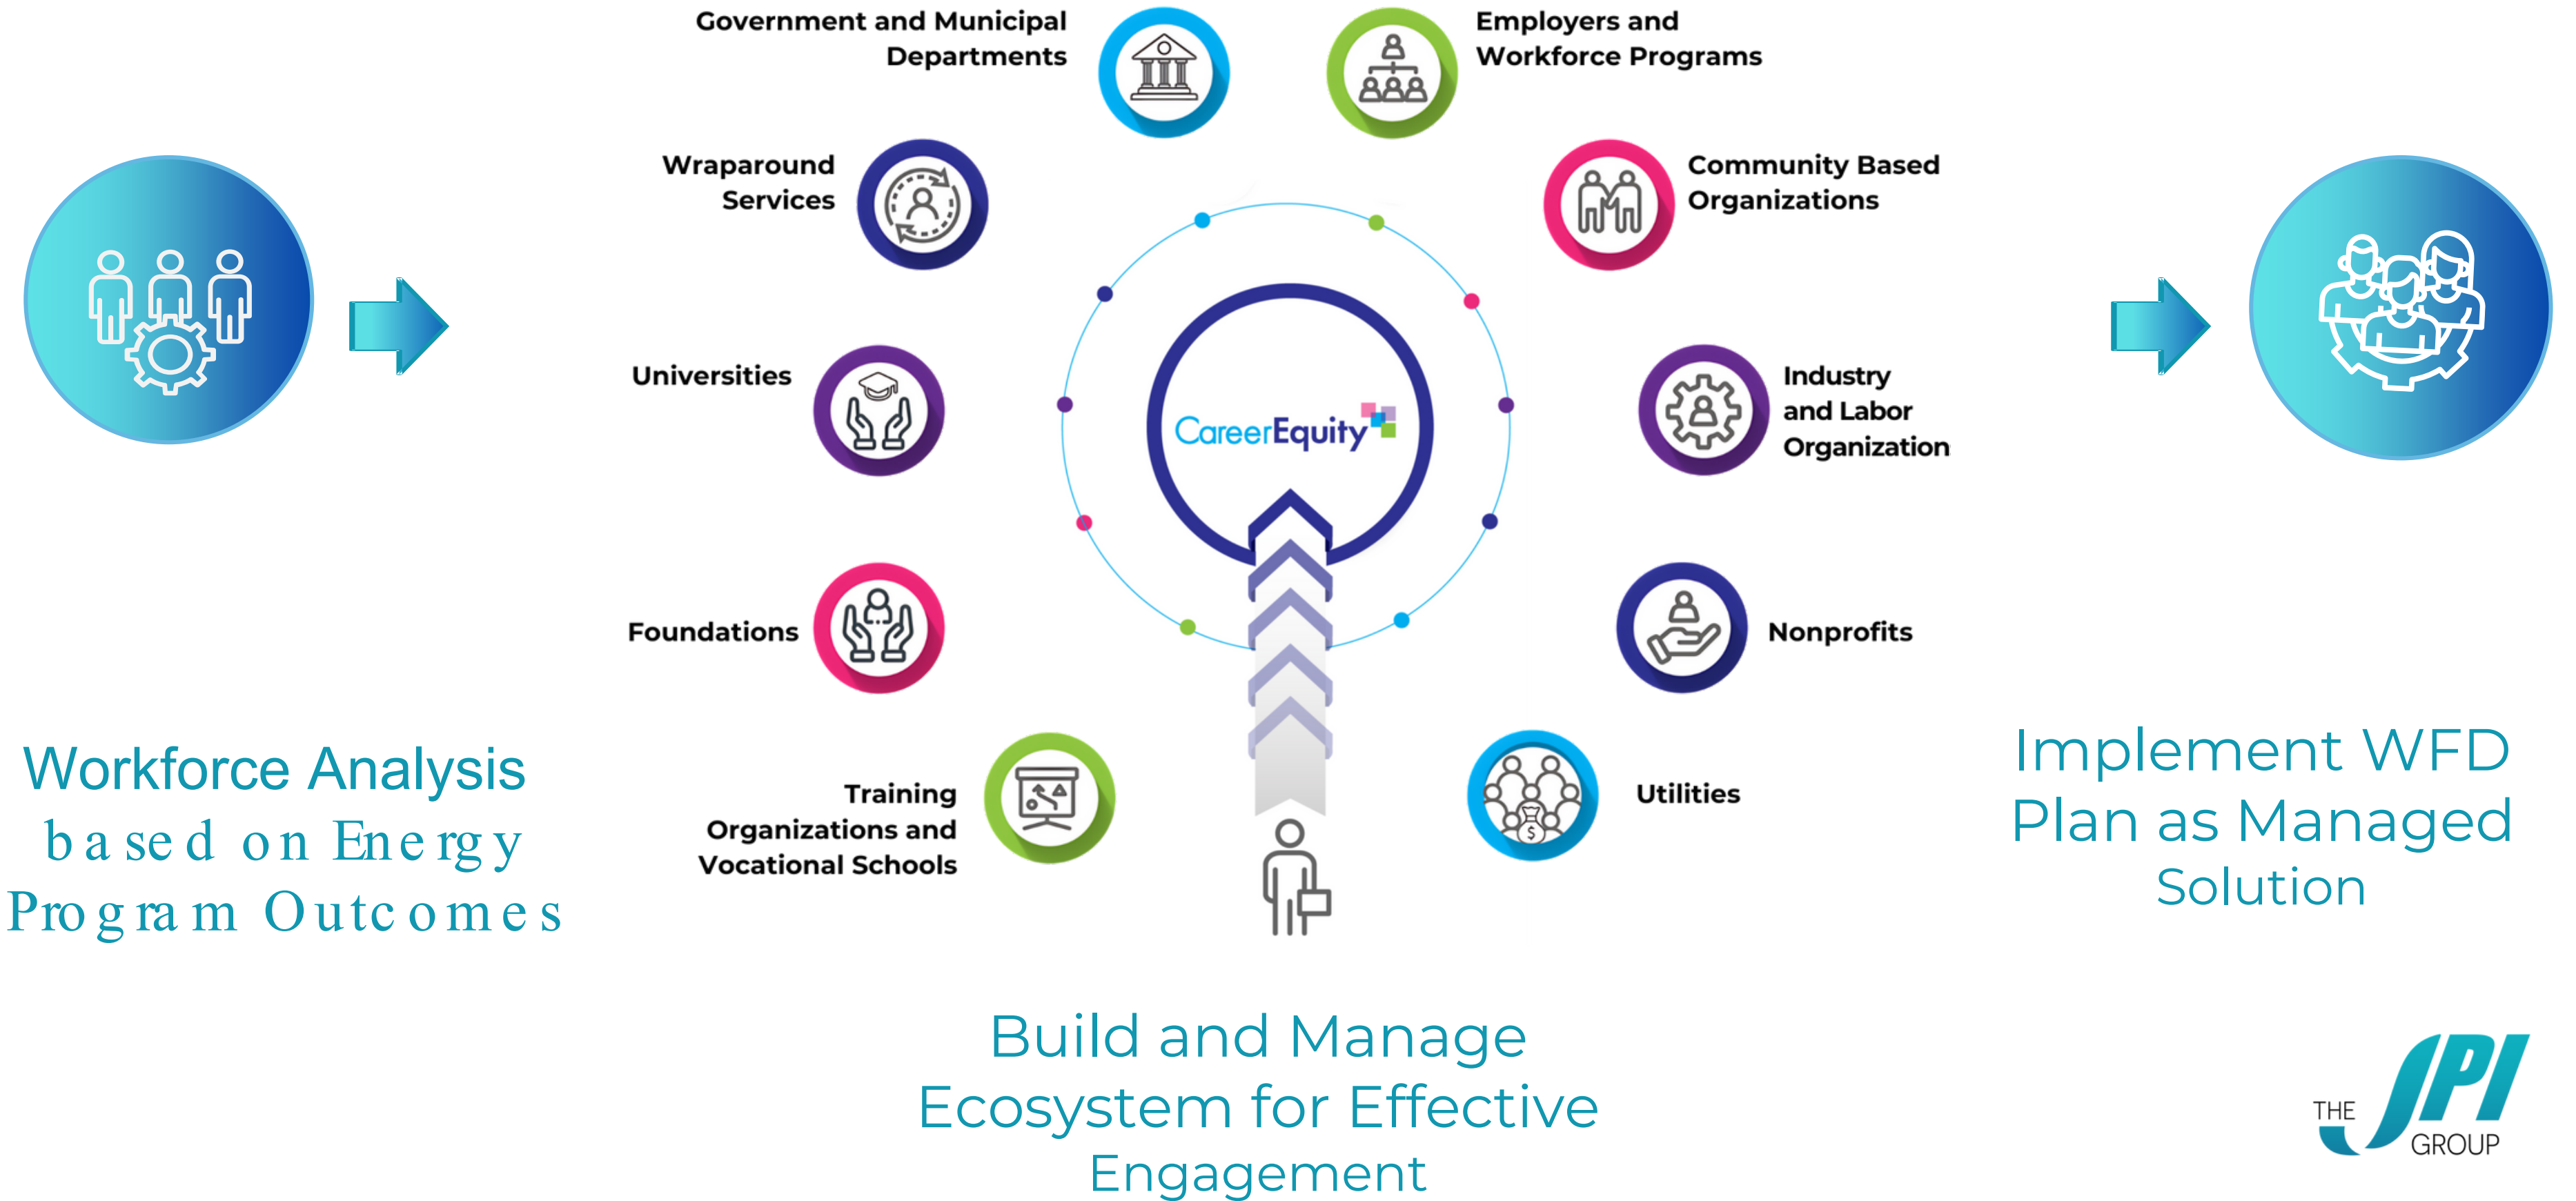 Government and Municipal
Departments
Employers and
Workforce Programs
Wraparound
Services
Community Based
Organizations
Universities
CareerEquity
Industry
and Labor
Organization
Foundations
Nonprofits
Training
Organizations and
Vocational Schools
$
Utilities
Workforce Analysis
based on Energy
Program Outcomes
Build and Manage
Ecosystem for Effective
Engagement
Implement WFD
Plan as Managed
Solution
THE JPI
GROUP